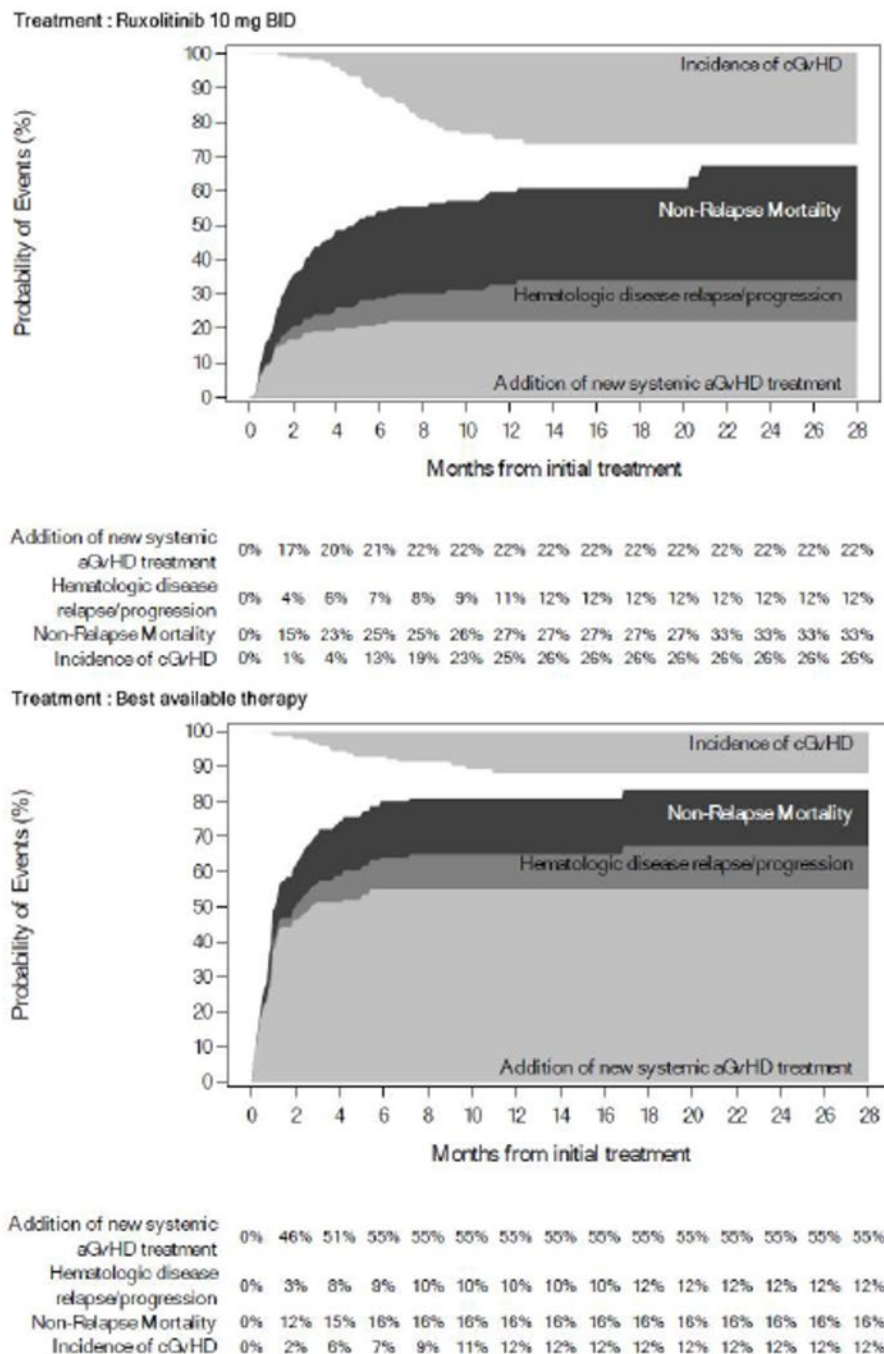 Treatment : Ruxolitinib 10 mg BID
100
90
80
70
60
50
40
30
20
10
0
Probability of Events (%)
Incidence of cGvHD
Non-Relapse Mortality
Hematologic disease relapse/progression
Addition of new systemic aGvHD treatment
0 2 4 6 8 10 12 14 16 18 20 22 24 26 28
Months from initial treatment
Addition of new systemic
aGvHD treatment 0% 17% 20% 21% 22% 22% 22% 22% 22% 22% 22% 22% 22% 22% 22%
Hematologic disease
relapse/progression 0% 4% 6% 7% 8% 9% 11% 12% 12% 12% 12% 12% 12% 12% 12%
Non-Relapse Mortality 0% 15% 23% 25% 25% 26% 27% 27% 27% 27% 27% 33% 33% 33% 33%
Incidence of cGvHD 0% 1% 4% 13% 19% 23% 25% 26% 26% 26% 26% 26% 26% 26% 26%
Treatment : Best available therapy
100
90
80
70
60
50
40
30
20
10
0
Probability of Events (%)
Incidence of cGvHD
Non-Relapse Mortality
Hematologic disease relapse/progression
Addition of new systemic aGvHD treatment
0 2 4 6 8 10 12 14 16 18 20 22 24 26 28
Months from initial treatment
Addition of new systemic
aGvHD treatment 0% 46% 51% 55% 55% 55% 55% 55% 55% 55% 55% 55% 55% 55% 55%
Hematologic disease
relapse/progression 0% 3% 8% 9% 10% 10% 10% 10% 10% 12% 12% 12% 12% 12% 12%
Non-Relapse Mortality 0% 12% 15% 16% 16% 16% 16% 16% 16% 16% 16% 16% 16% 16% 16%
Incidence of cGvHD 0% 2% 6% 7% 9% 11% 12% 12% 12% 12% 12% 12% 12% 12% 12%